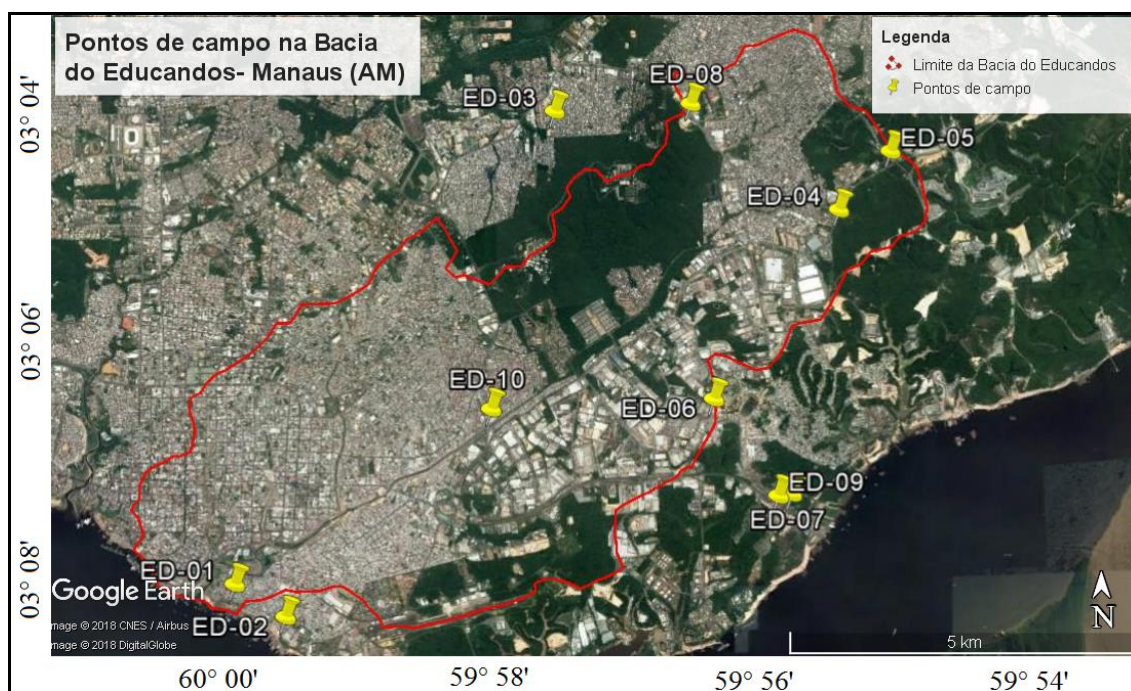 Pontos de campo na Bacia
do Educandos- Manaus (AM)
Legenda
Limite da Bacia do Educandos
Pontos de campo
03° 04'
03° 06'
03° 08'
ED-03
ED-08
ED-05
ED-04
ED-10
ED-06
ED-09
ED-07
ED-01
ED-02
Google Earth
mage © 2018 CNES / Airbus
mage © 2018 DigitalGlobe
N
5 km
60° 00'
59° 58'
59° 56'
59° 54'